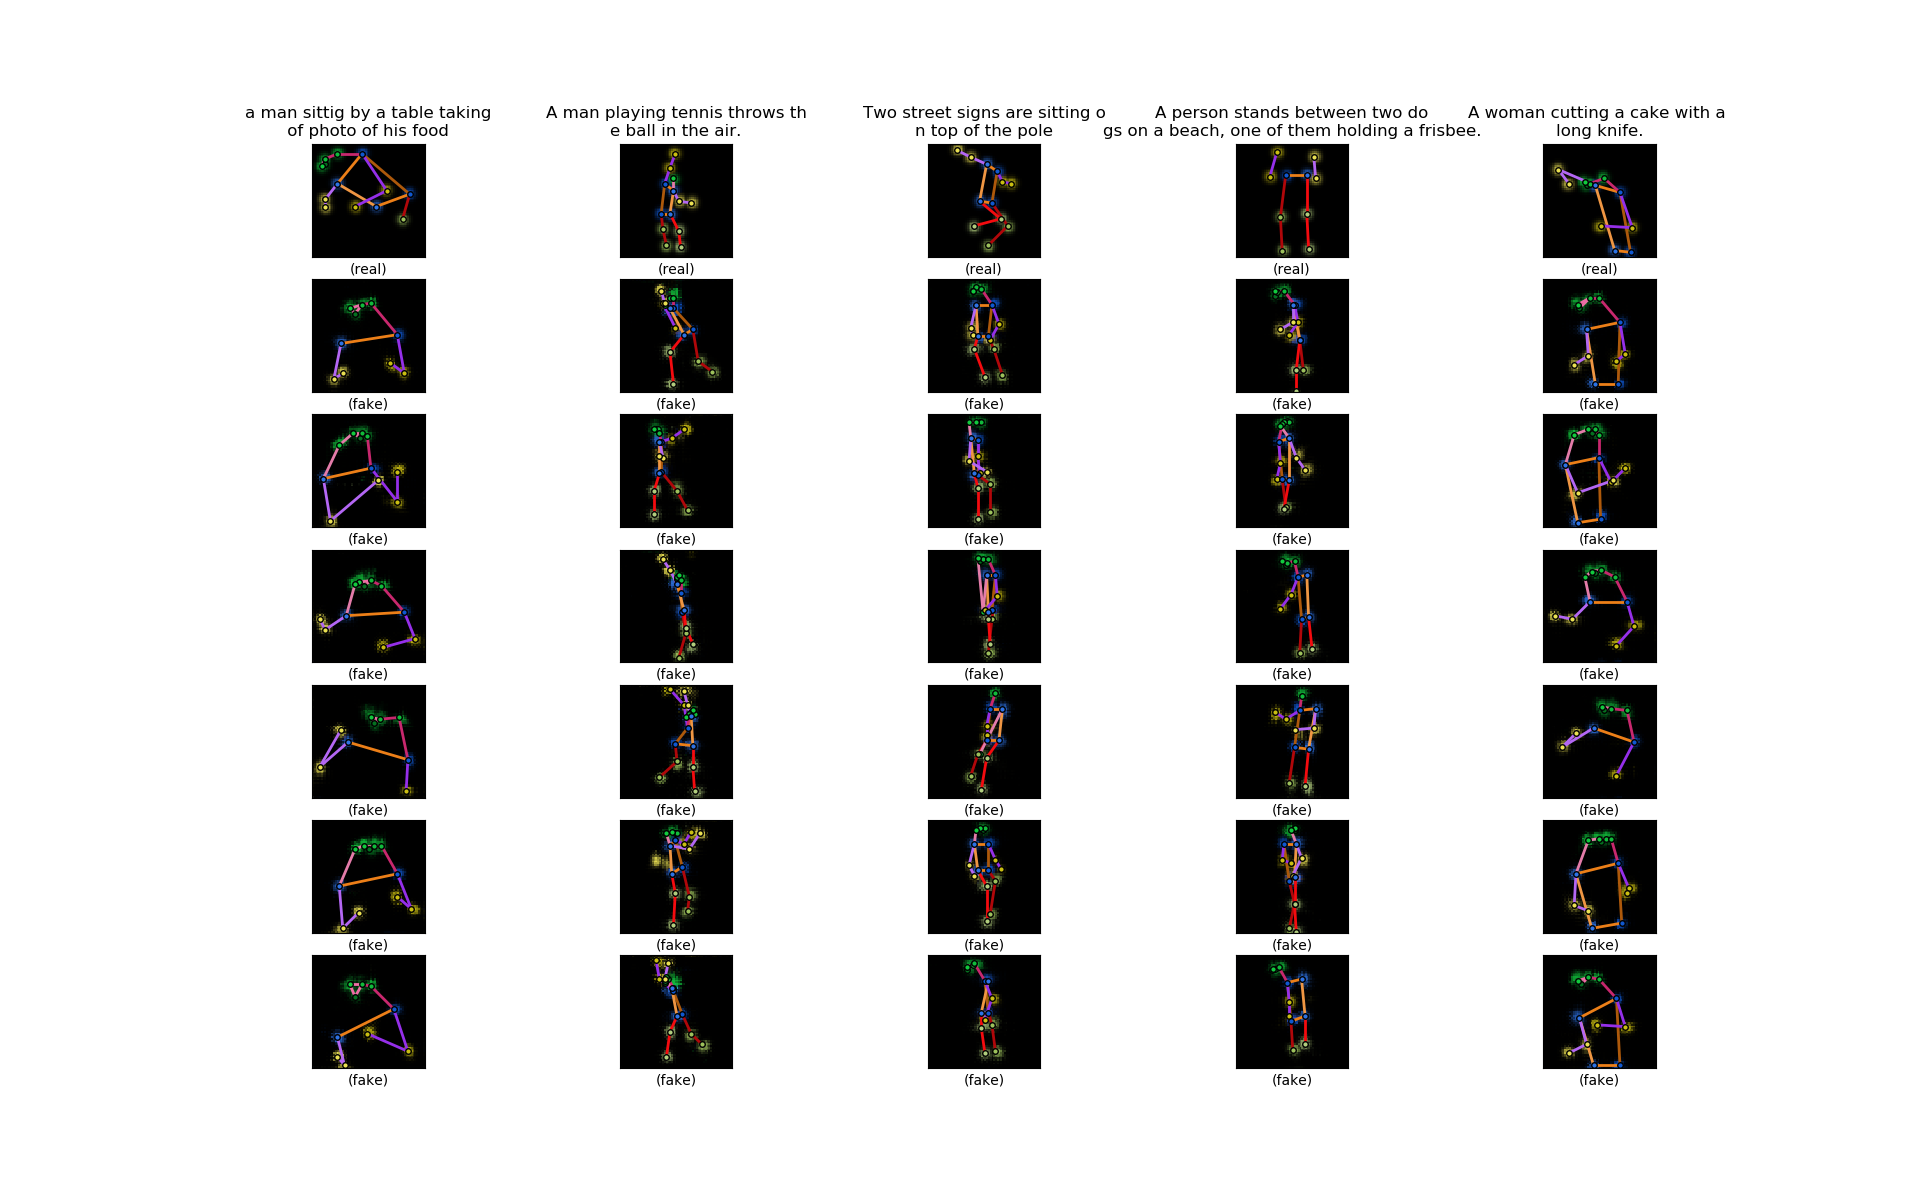 a man sittig by a table taking
of photo of his food
A man playing tennis throws th
e ball in the air.
Two street signs are sitting o
n top of the pole
A person stands between two do
gs on a beach, one of them holding a frisbee.
A woman cutting a cake with a
long knife.
(real) (real) (real) (real) (real)
(fake) (fake) (fake) (fake) (fake)
(fake) (fake) (fake) (fake) (fake)
(fake) (fake) (fake) (fake) (fake)
(fake) (fake) (fake) (fake) (fake)
(fake) (fake) (fake) (fake) (fake)
(fake) (fake) (fake) (fake) (fake)